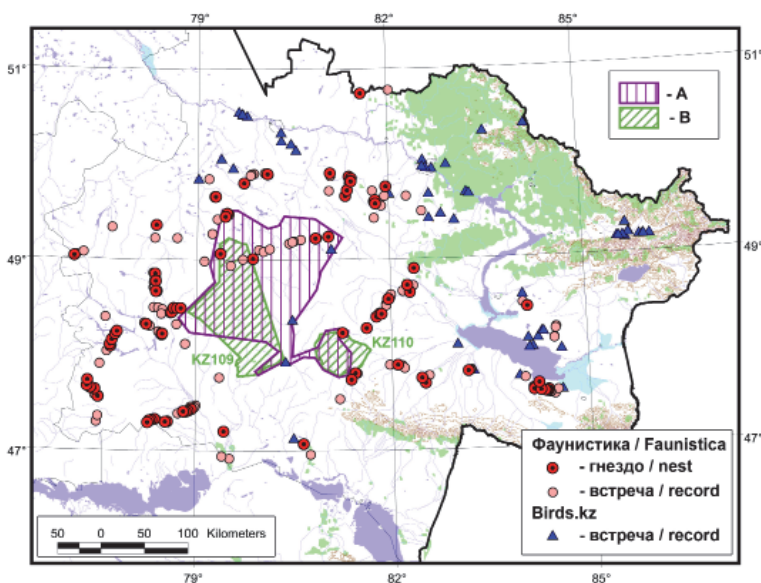 79° 82° 85°
51° 51°
- A
- B
49° 49°
KZ109
KZ110
47° 47°
Фаунистика / Faunistica
- гнездо / nest
- встреча / record
Birds.kz
- встреча / record
50 0 50 100 Kilometers
79° 82° 85°